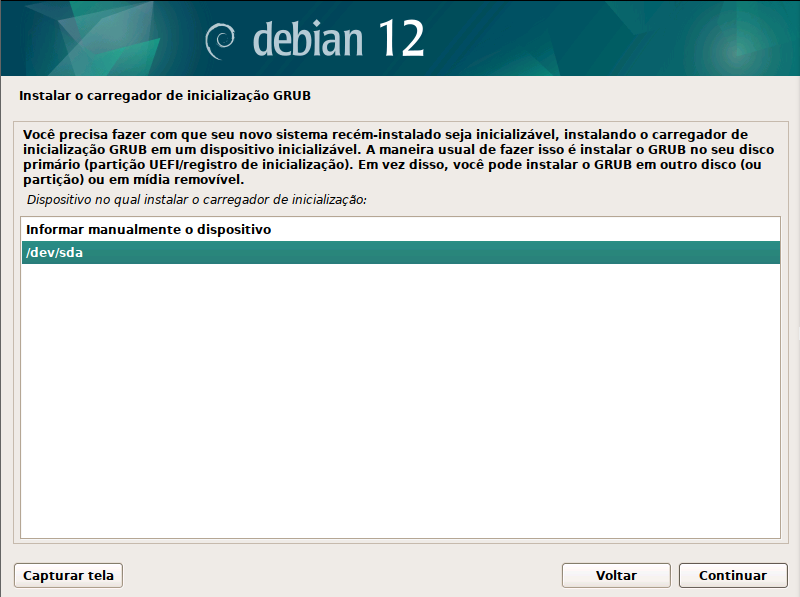 debian 12
Instalar o carregador de inicialização GRUB
Você precisa fazer com que seu novo sistema recém-instalado seja inicializável, instalando o carregador de
inicialização GRUB em um dispositivo inicializável. A maneira usual de fazer isso é instalar o GRUB no seu disco
primário (partição UEFI/registro de inicialização). Em vez disso, você pode instalar o GRUB em outro disco (ou
partição) ou em mídia removível.
Dispositivo no qual instalar o carregador de inicialização:
Informar manualmente o dispositivo
/dev/sda
Capturar tela
Voltar
Continuar